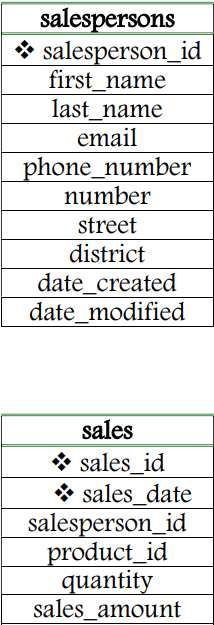 salespersons
❖ salesperson_id
first_name
last_name
email
phone_number
number
street
district
date_created
date_modified
sales
❖ sales_id
❖ sales_date
salesperson_id
product_id
quantity
sales_amount